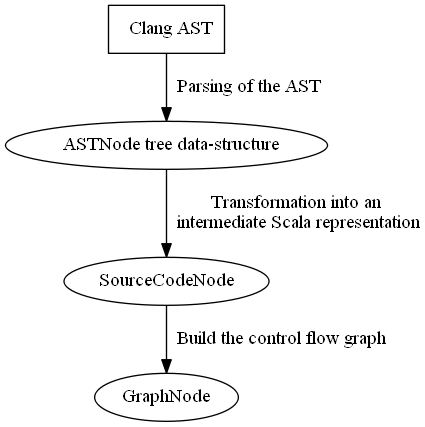 Clang AST
Parsing of the AST
ASTNode tree data-structure
Transformation into an
intermediate Scala representation
SourceCodeNode
Build the control flow graph
GraphNode